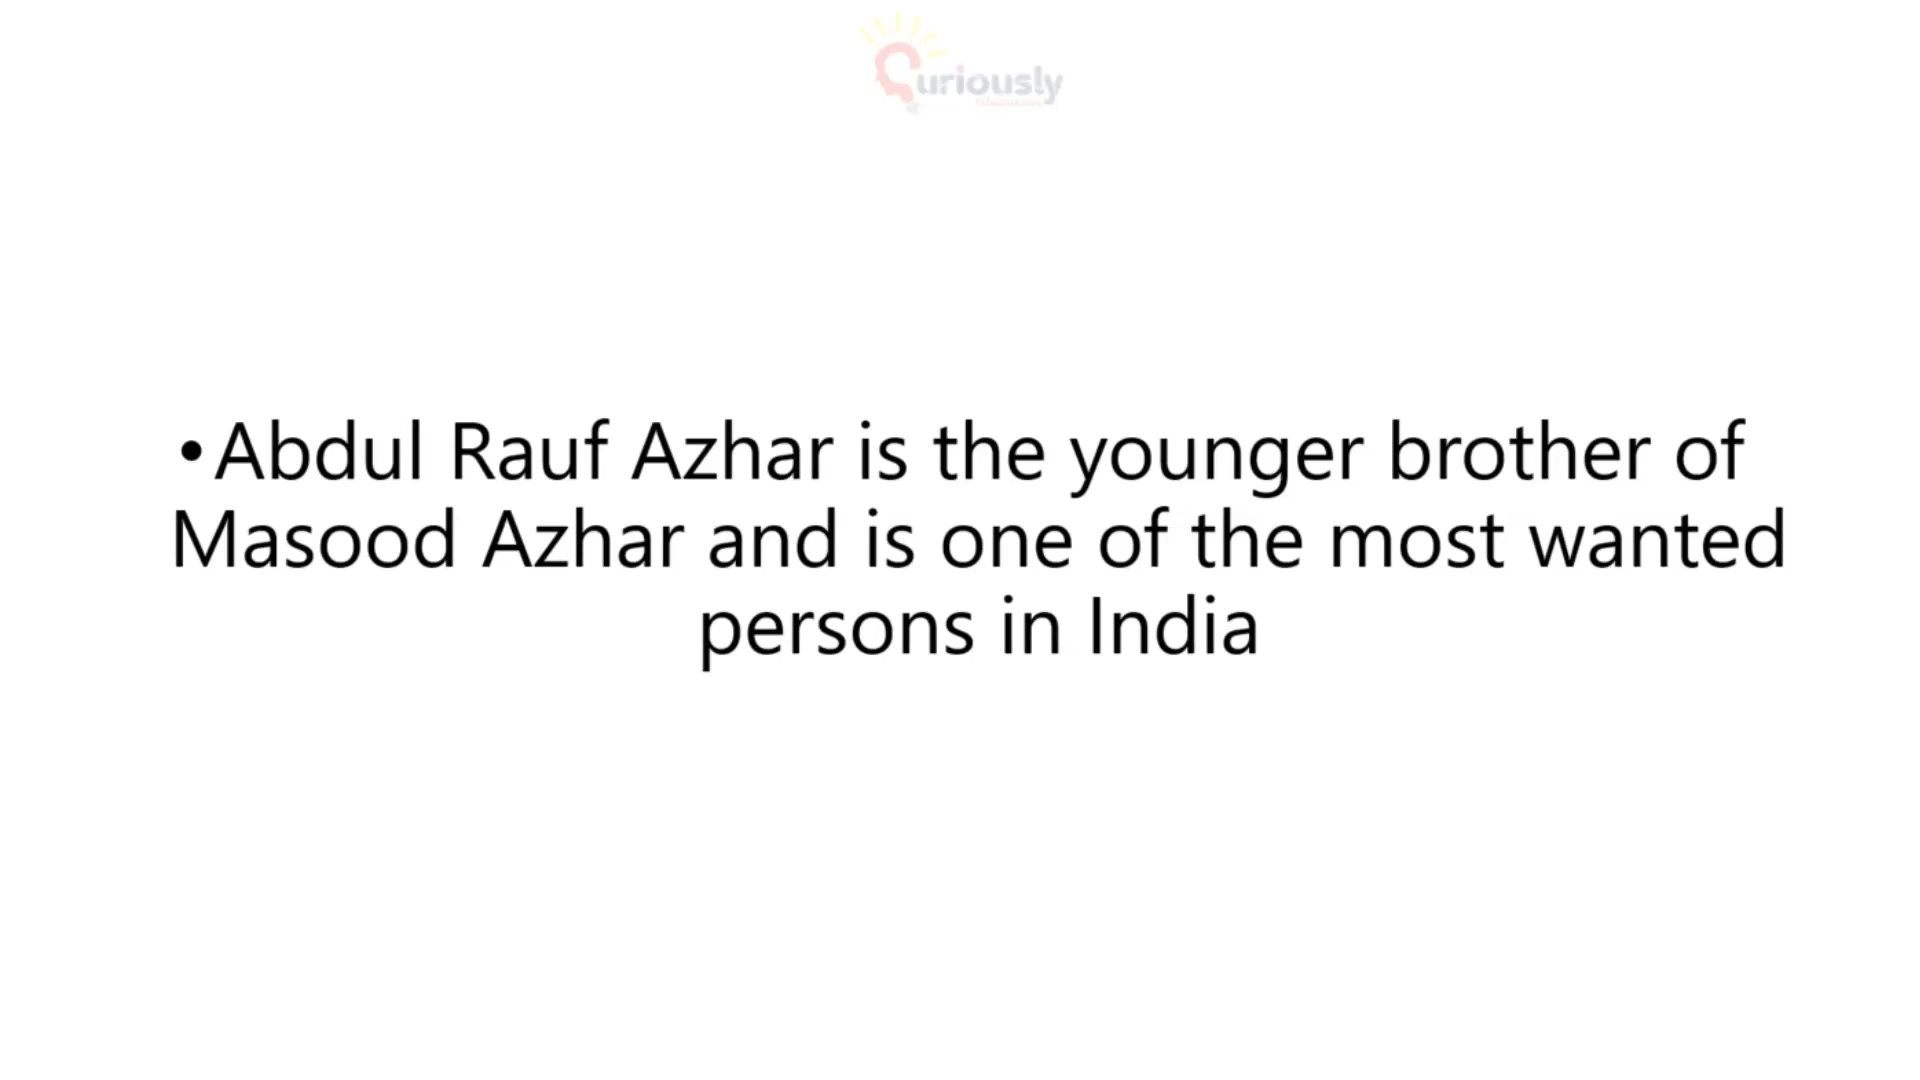 Curiously
•Abdul Rauf Azhar is the younger brother of
Masood Azhar and is one of the most wanted
persons in India